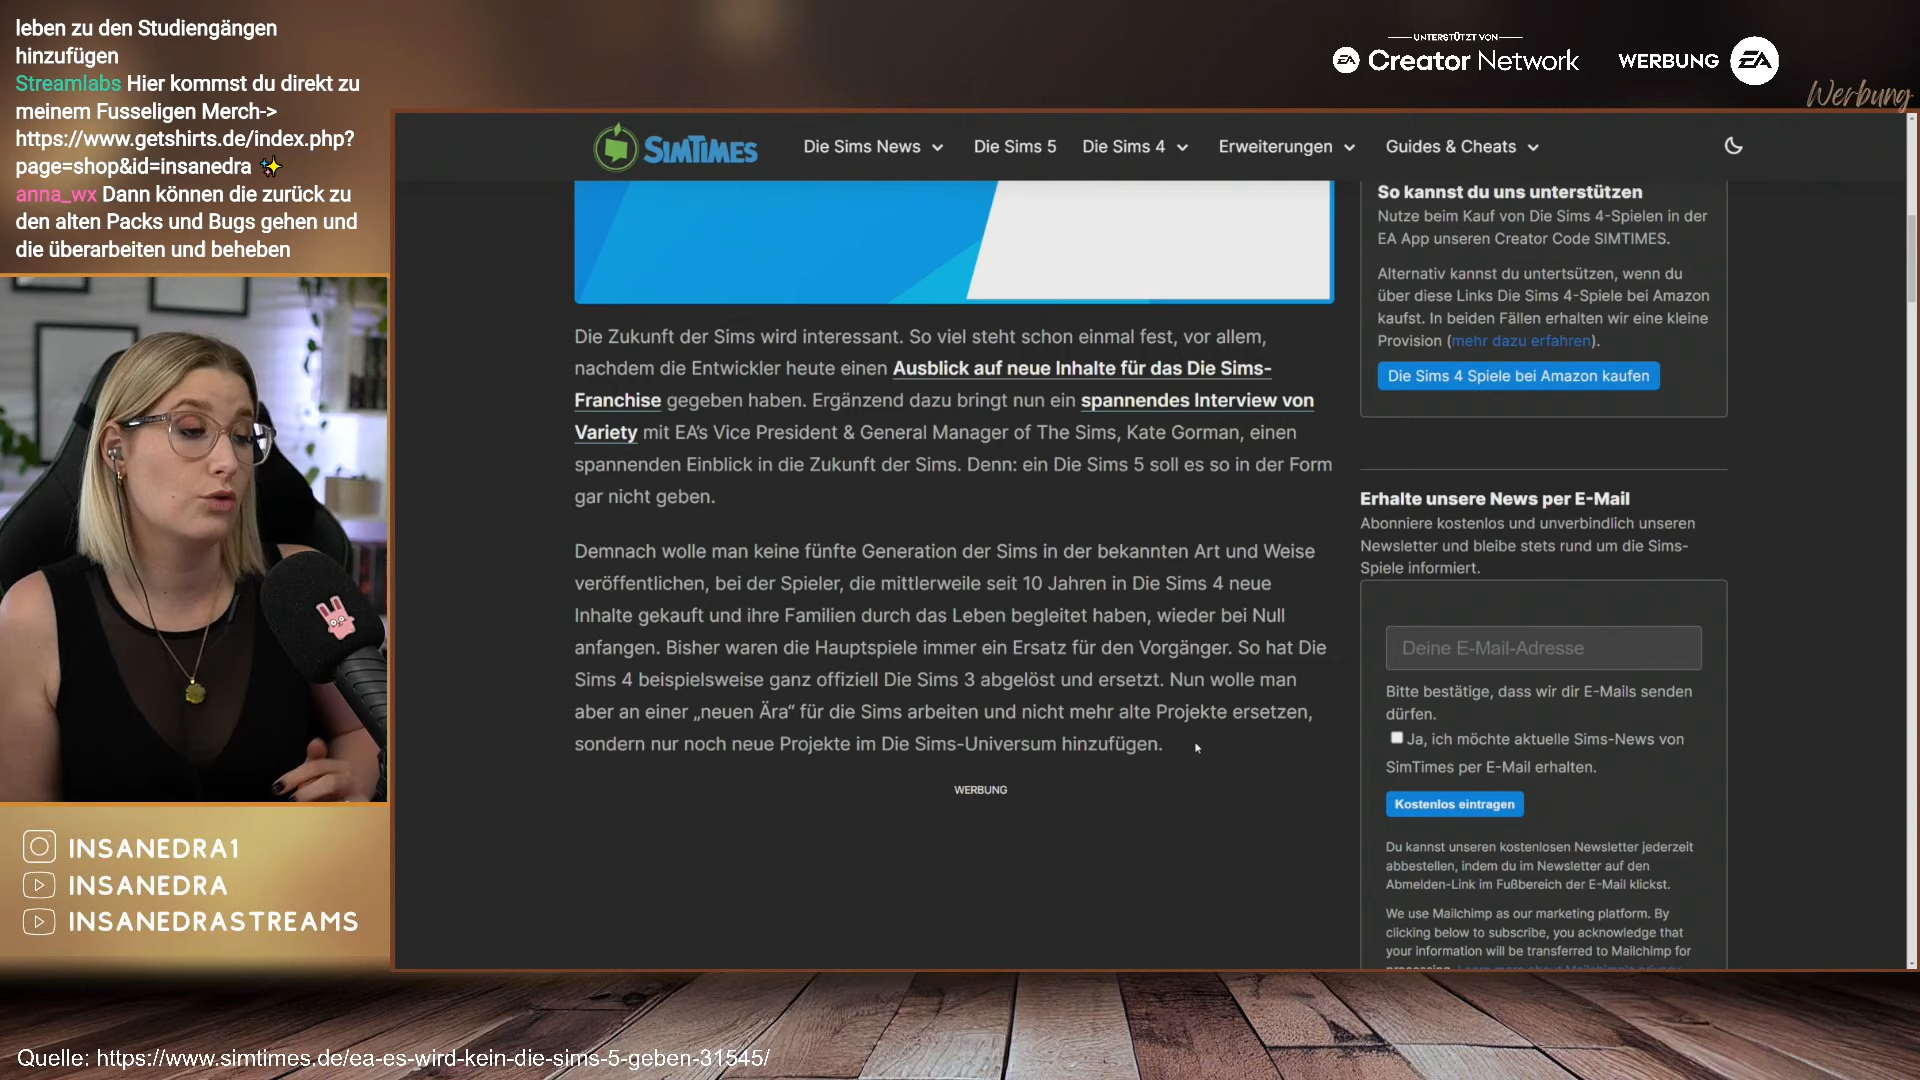 leben zu den Studiengängen
hinzufügen
Streamlabs Hier kommst du direkt zu
meinem Fusseligen Merch->
https://www.getshirts.de/index.php?
page=shop&id=insanedra ✨
anna_wx Dann können die zurück zu
den alten Packs und Bugs gehen und
die überarbeiten und beheben
INSANEDRA1
INSANEDRA
INSANEDRASTREAMS
UNTERSTÜTZT VON
EA Creator Network
WERBUNG EA
Werbung
SIMTIMES
Die Sims News
Die Sims 5
Die Sims 4
Erweiterungen
Guides & Cheats
Die Zukunft der Sims wird interessant. So viel steht schon einmal fest, vor allem,
nachdem die Entwickler heute einen Ausblick auf neue Inhalte für das Die Sims-
Franchise gegeben haben. Ergänzend dazu bringt nun ein spannendes Interview von
Variety mit EA's Vice President & General Manager of The Sims, Kate Gorman, einen
spannenden Einblick in die Zukunft der Sims. Denn: ein Die Sims 5 soll es so in der Form
gar nicht geben.
Demnach wolle man keine fünfte Generation der Sims in der bekannten Art und Weise
veröffentlichen, bei der Spieler, die mittlerweile seit 10 Jahren in Die Sims 4 neue
Inhalte gekauft und ihre Familien durch das Leben begleitet haben, wieder bei Null
anfangen. Bisher waren die Hauptspiele immer ein Ersatz für den Vorgänger. So hat Die
Sims 4 beispielsweise ganz offiziell Die Sims 3 abgelöst und ersetzt. Nun wolle man
aber an einer „neuen Ära“ für die Sims arbeiten und nicht mehr alte Projekte ersetzen,
sondern nur noch neue Projekte im Die Sims-Universum hinzufügen.
WERBUNG
So kannst du uns unterstützen
Nutze beim Kauf von Die Sims 4-Spielen in der
EA App unseren Creator Code SIMTIMES.
Alternativ kannst du untertsützen, wenn du
über diese Links Die Sims 4-Spiele bei Amazon
kaufst. In beiden Fällen erhalten wir eine kleine
Provision (mehr dazu erfahren).
Die Sims 4 Spiele bei Amazon kaufen
Erhalte unsere News per E-Mail
Abonniere kostenlos und unverbindlich unseren
Newsletter und bleibe stets rund um die Sims-
Spiele informiert.
Deine E-Mail-Adresse
Bitte bestätige, dass wir dir E-Mails senden
dürfen.
Ja, ich möchte aktuelle Sims-News von
SimTimes per E-Mail erhalten.
Kostenlos eintragen
Du kannst unseren kostenlosen Newsletter jederzeit
abbestellen, indem du im Newsletter auf den
Abmelden-Link im Fußbereich der E-Mail klickst.
We use Mailchimp as our marketing platform. By
clicking below to subscribe, you acknowledge that
your information will be transferred to Mailchimp for
processing. Learn more about Mailchimp's privacy
Quelle: https://www.simtimes.de/ea-es-wird-kein-die-sims-5-geben-31545/